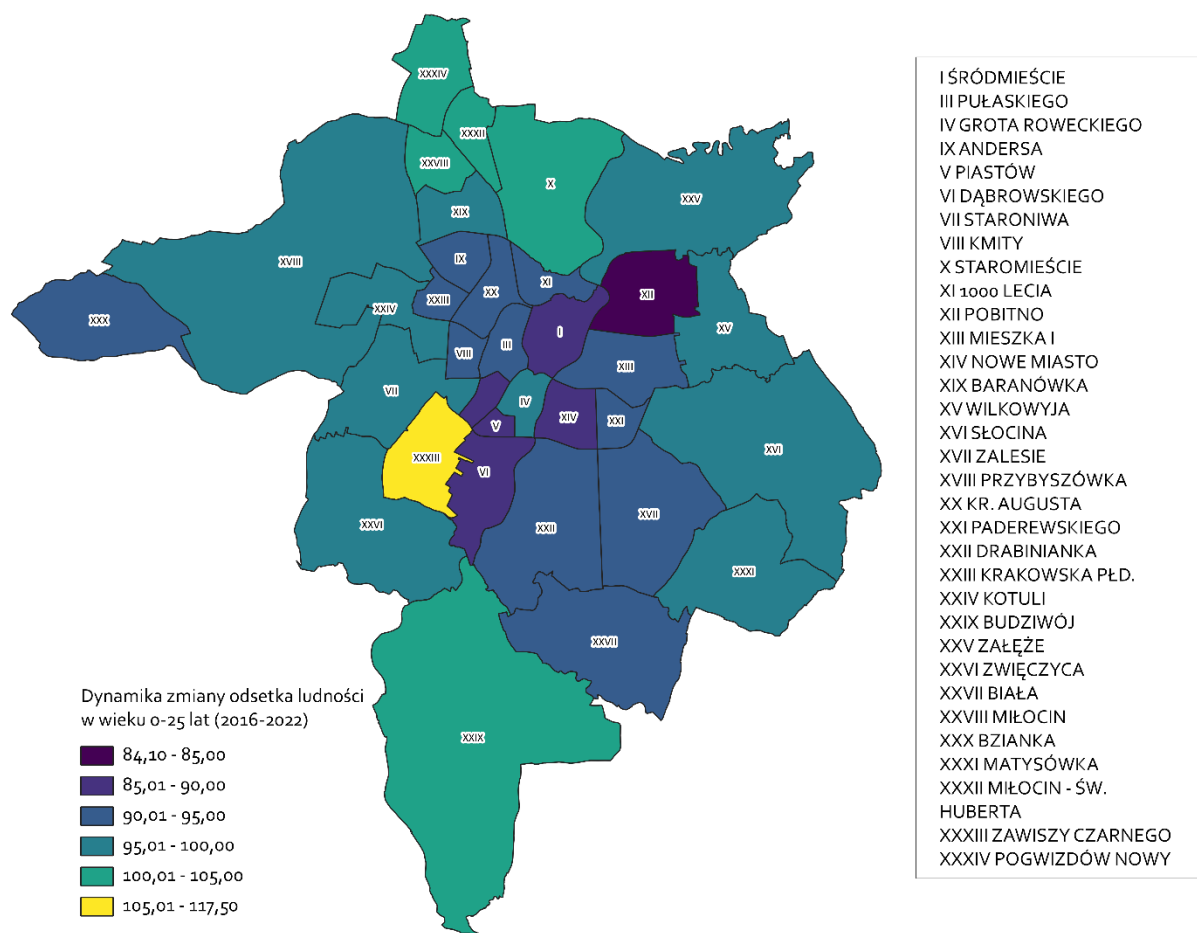 XXXIV
XXXII
XXVIII
X
XXV
XIX
XVIII
IX
XI
XX
XII
XXIII
XXX
XXIV
XV
I
III
VIII
XIII
VII
IV
XIV
XXI
V
XXXIII
VI
XVI
XXVI
XXII
XVII
XXXI
XXVII
XXIX
Dynamika zmiany odsetka ludności
w wieku 0-25 lat (2016-2022)
84,10 - 85,00
85,01 - 90,00
90,01 - 95,00
95,01 - 100,00
100,01 - 105,00
105,01 - 117,50
I ŚRÓDMIEŚCIE
III PUŁASKIEGO
IV GROTA ROWECKIEGO
IX ANDERSA
V PIASTÓW
VI DĄBROWSKIEGO
VII STARONIWA
VIII KMITY
X STAROMIEŚCIE
XI 1000 LECIA
XII POBITNO
XIII MIESZKA I
XIV NOWE MIASTO
XIX BARANÓWKA
XV WILKOWYJA
XVI SŁOCINA
XVII ZALESIE
XVIII PRZYBYSZÓWKA
XX KR. AUGUSTA
XXI PADEREWSKIEGO
XXII DRABINIANKA
XXIII KRAKOWSKA PŁD.
XXIV KOTULI
XXIX BUDZIWÓJ
XXV ZAŁĘŻE
XXVI ZWIĘCZYCA
XXVII BIAŁA
XXVIII MIŁOCIN
XXX BZIANKA
XXXI MATYSÓWKA
XXXII MIŁOCIN - ŚW.
HUBERTA
XXXIII ZAWISZY CZARNEGO
XXXIV POGWIZDÓW NOWY